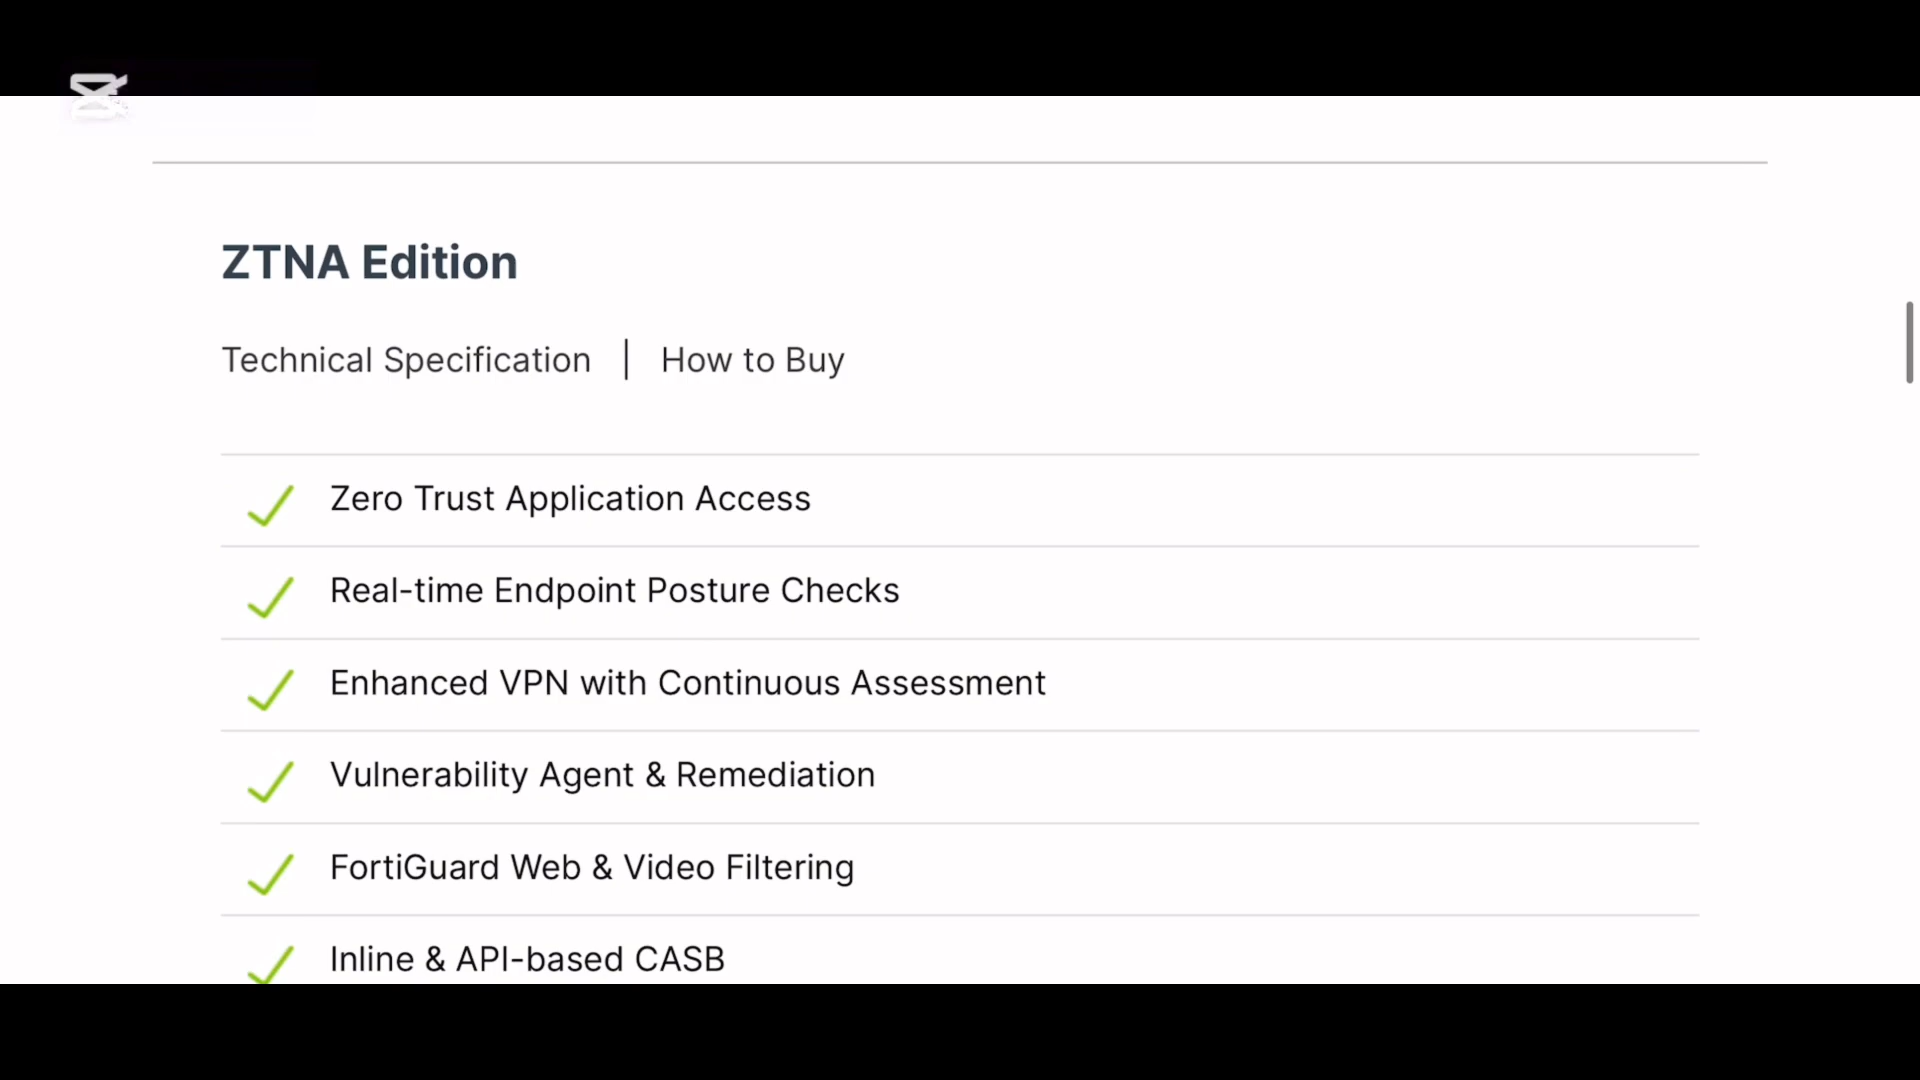 ZTNA Edition
Technical Specification | How to Buy
Zero Trust Application Access
Real-time Endpoint Posture Checks
Enhanced VPN with Continuous Assessment
Vulnerability Agent & Remediation
FortiGuard Web & Video Filtering
Inline & API-based CASB